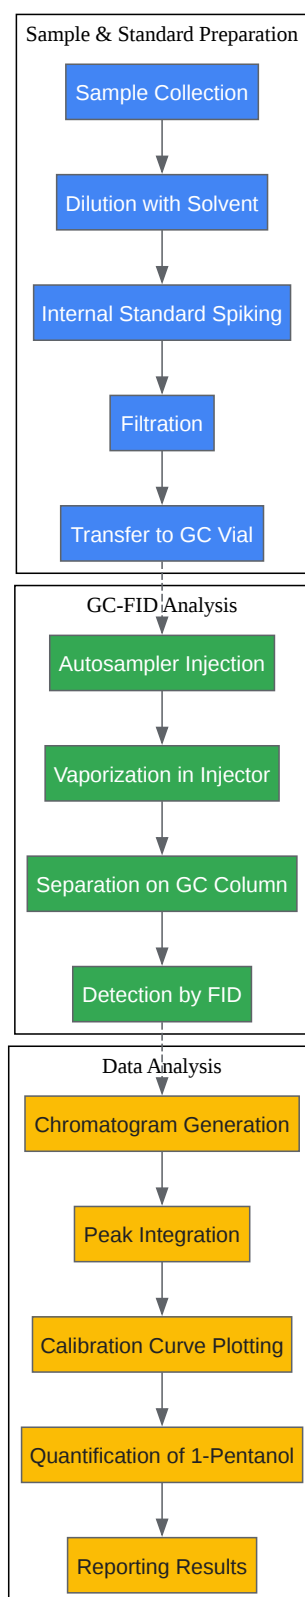 Sample & Standard Preparation
Sample Collection
Dilution with Solvent
Internal Standard Spiking
Filtration
Transfer to GC Vial
GC-FID Analysis
Autosampler Injection
Vaporization in Injector
Separation on GC Column
Detection by FID
Data Analysis
Chromatogram Generation
Peak Integration
Calibration Curve Plotting
Quantification of 1-Pentanol
Reporting Results